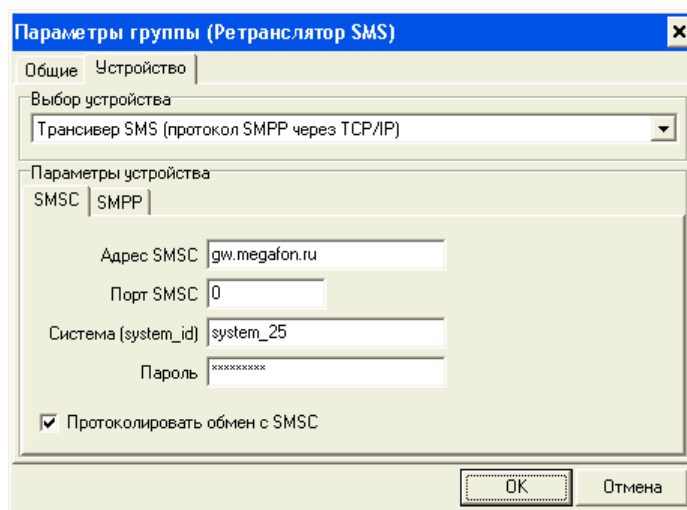 Параметры группы (Ретранслятор SMS)
Общие Устройство
Выбор устройства
Трансивер SMS (протокол SMPP через TCP/IP)
Параметры устройства
SMSC SMPP
Адрес SMSC gw.megafon.ru
Порт SMSC 0
Система (system_id) system_25
Пароль ×××××××××
Протоколировать обмен с SMSC
OK Отмена